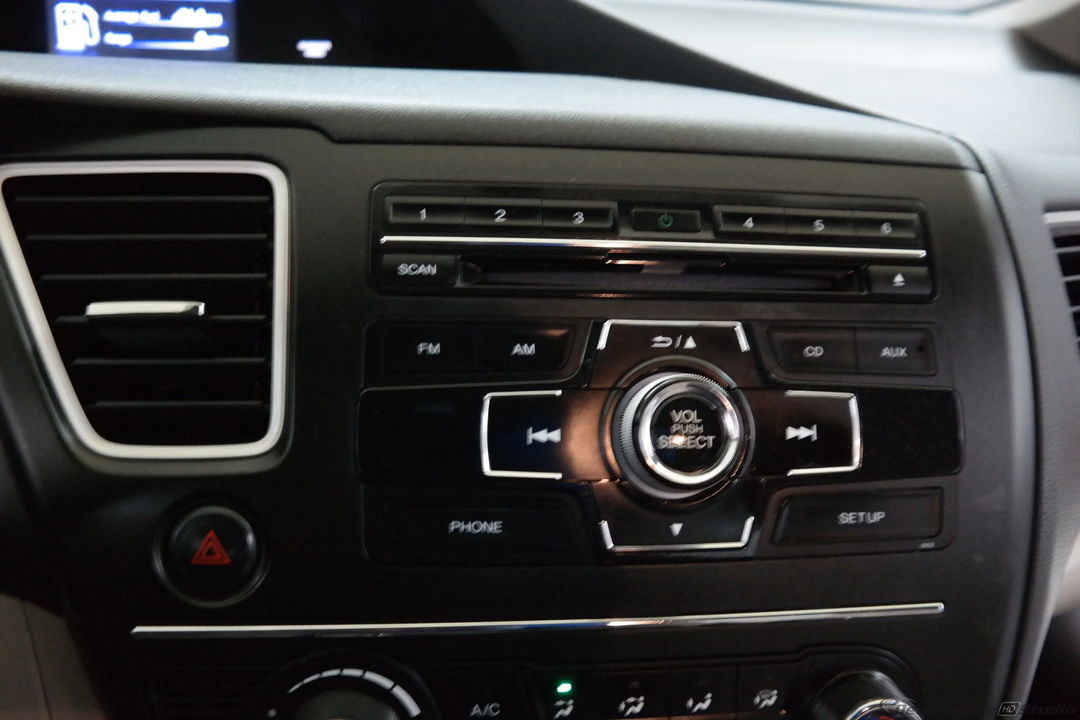 1 2 3 4 5 6
SCAN
FM AM CD AUX
VOL
PUSH
SELECT
PHONE SETUP
A/C